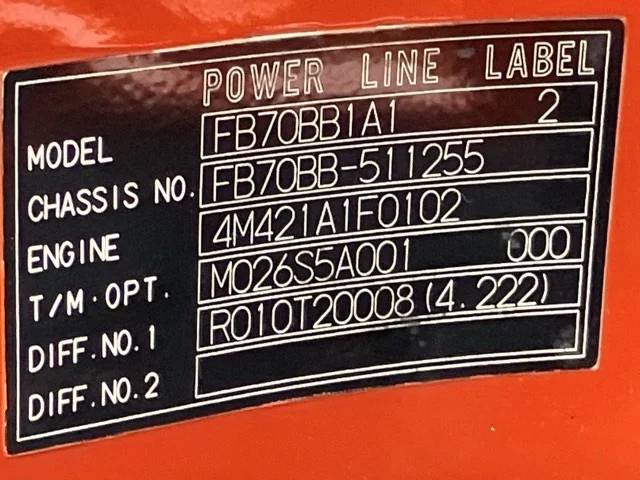 POWER LINE LABEL
MODEL FB70BB1A1 2
CHASSIS NO. FB70BB-511255
ENGINE 4M421A1F0102
T/M·OPT. M026S5A001 000
DIFF.NO.1 R010T20008(4.222)
DIFF.NO.2